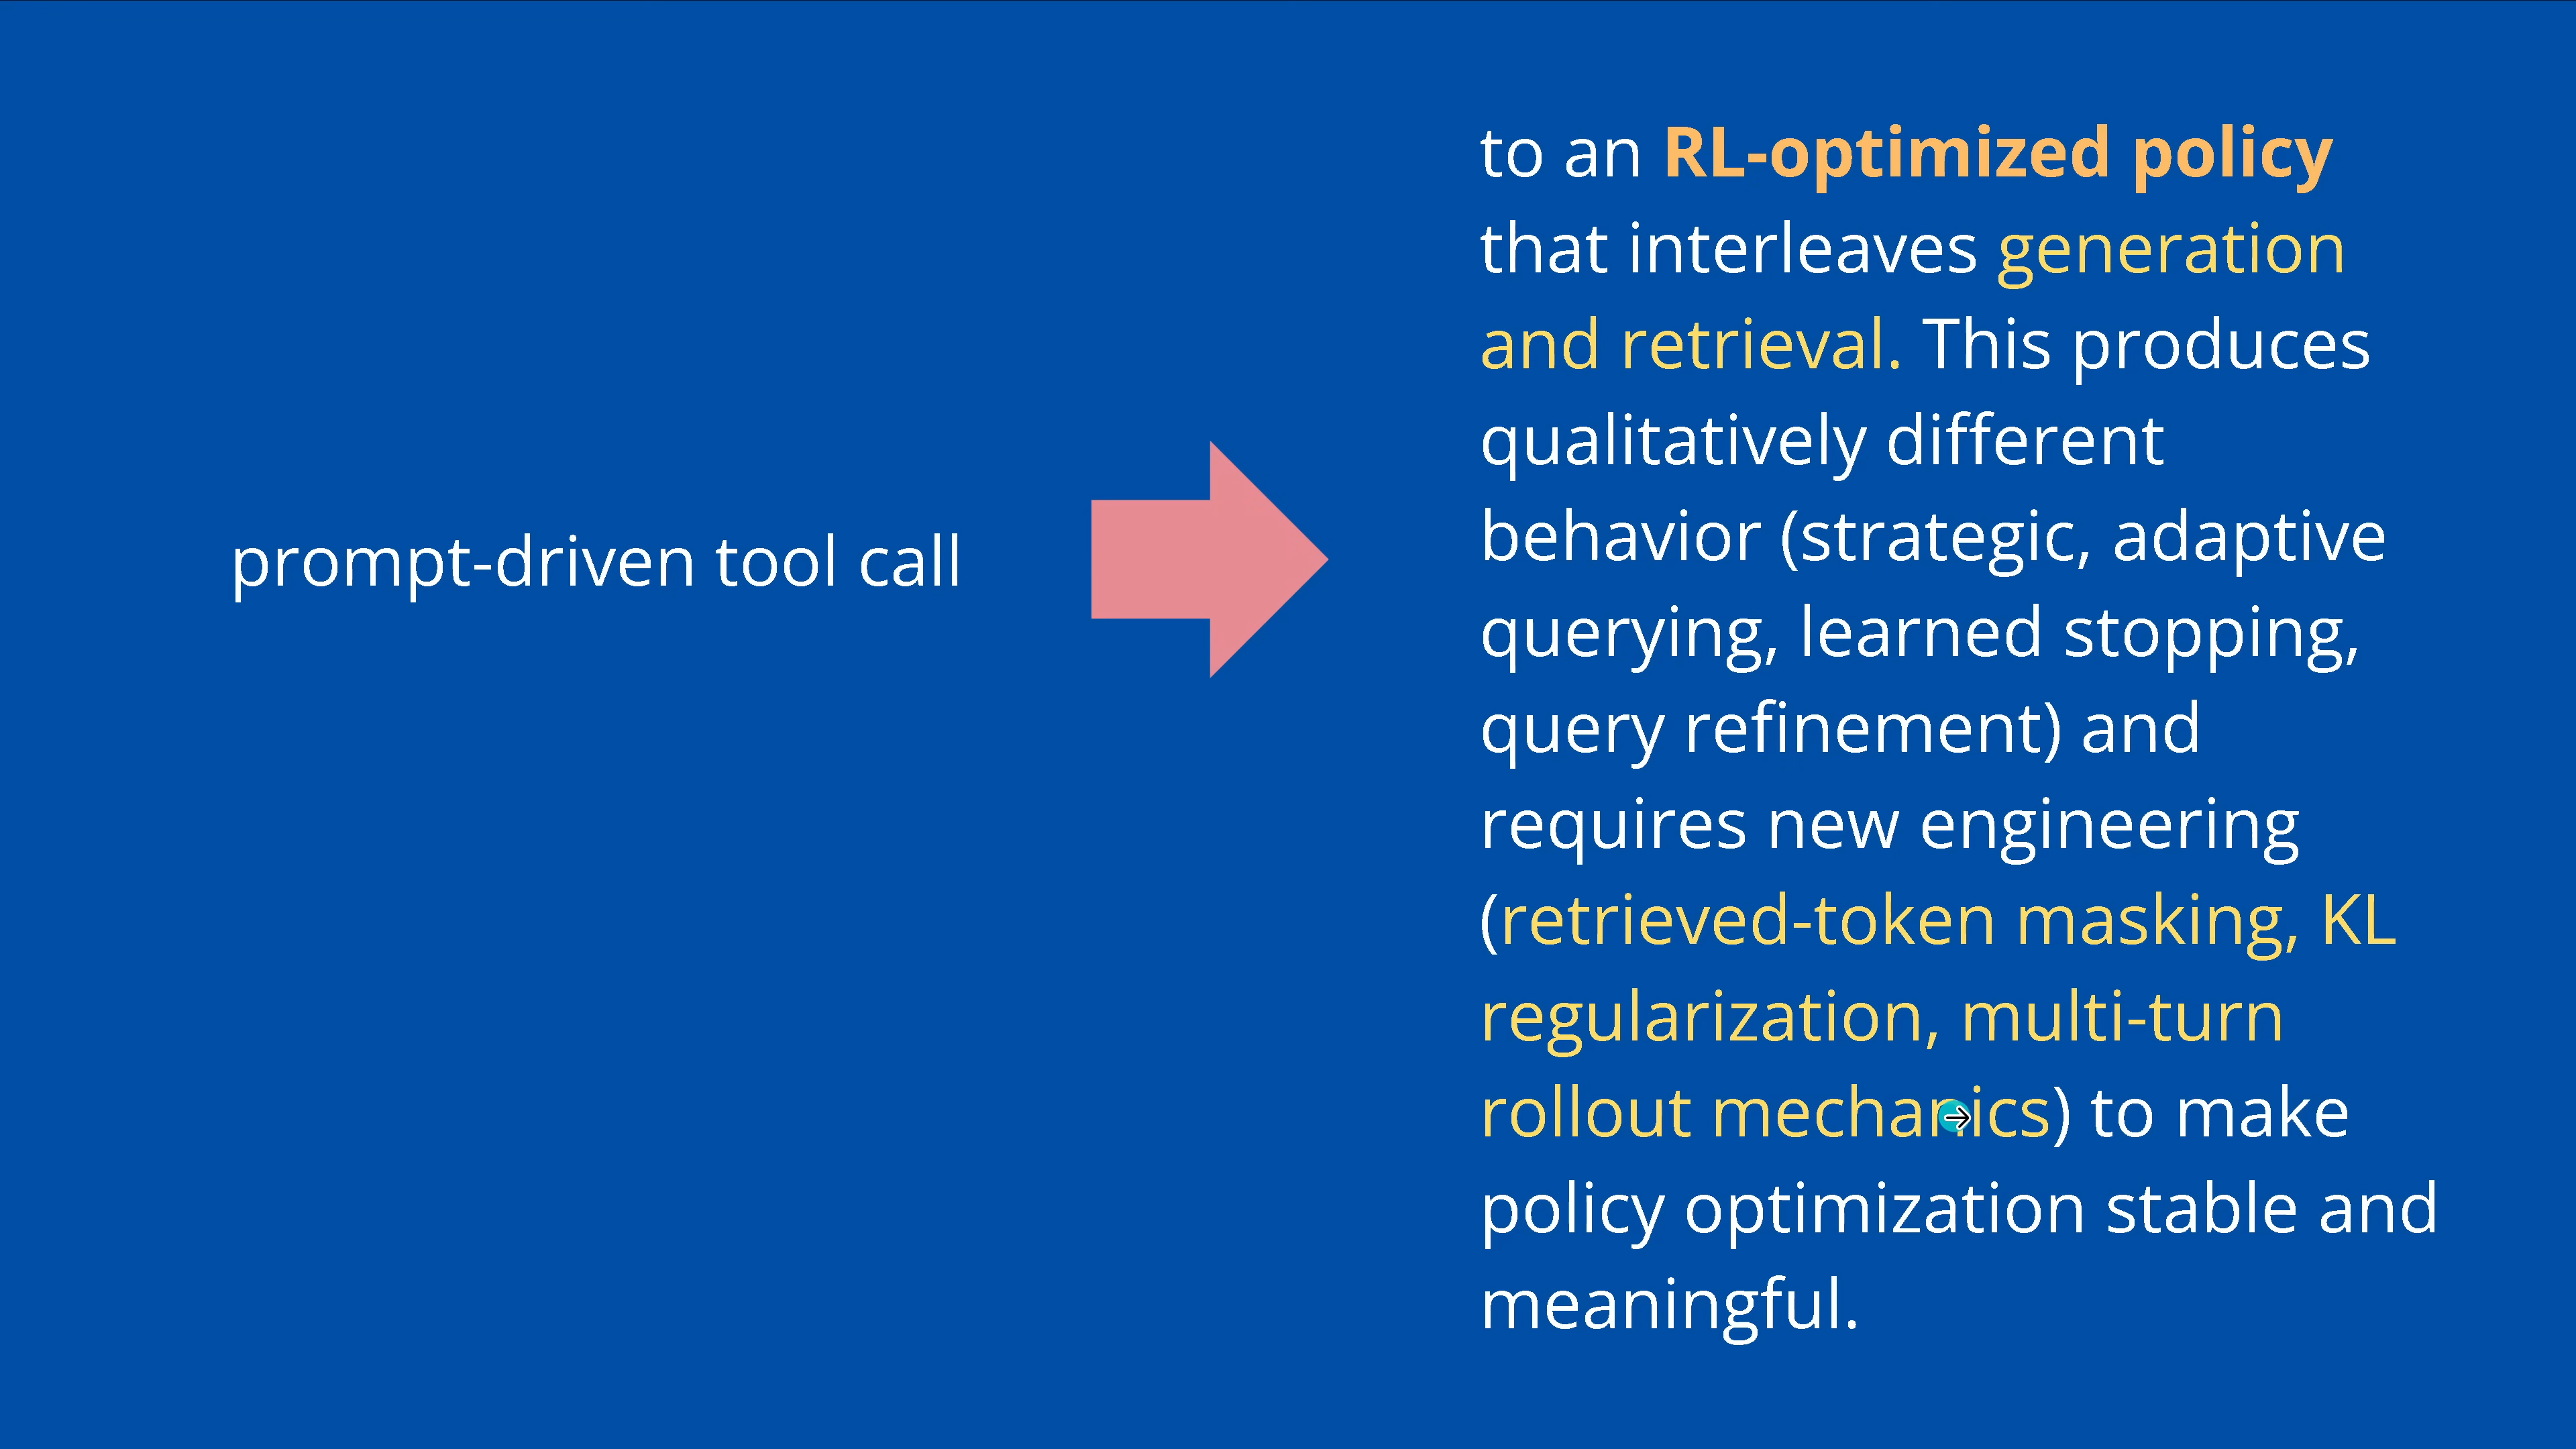 prompt-driven tool call
to an RL-optimized policy
that interleaves generation
and retrieval. This produces
qualitatively different
behavior (strategic, adaptive
querying, learned stopping,
query refinement) and
requires new engineering
(retrieved-token masking, KL
regularization, multi-turn
rollout mechanics) to make
policy optimization stable and
meaningful.